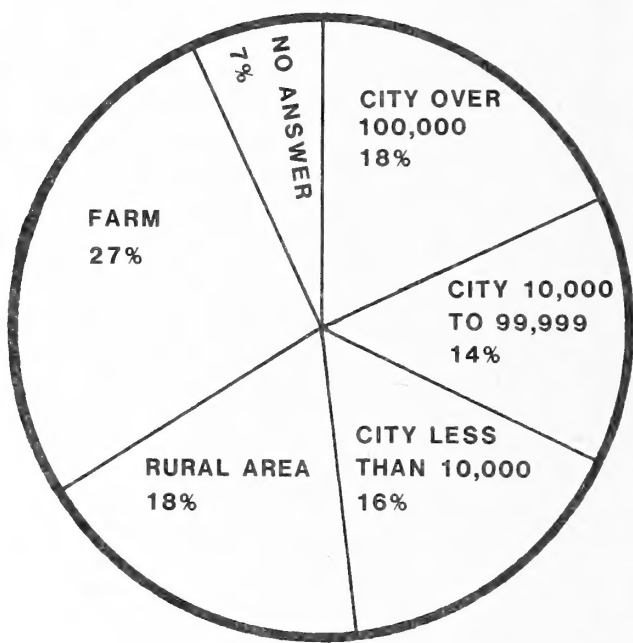 NO ANSWER
7%
CITY OVER
100,000
18%
FARM
27%
CITY 10,000
TO 99,999
14%
CITY LESS
THAN 10,000
16%
RURAL AREA
18%